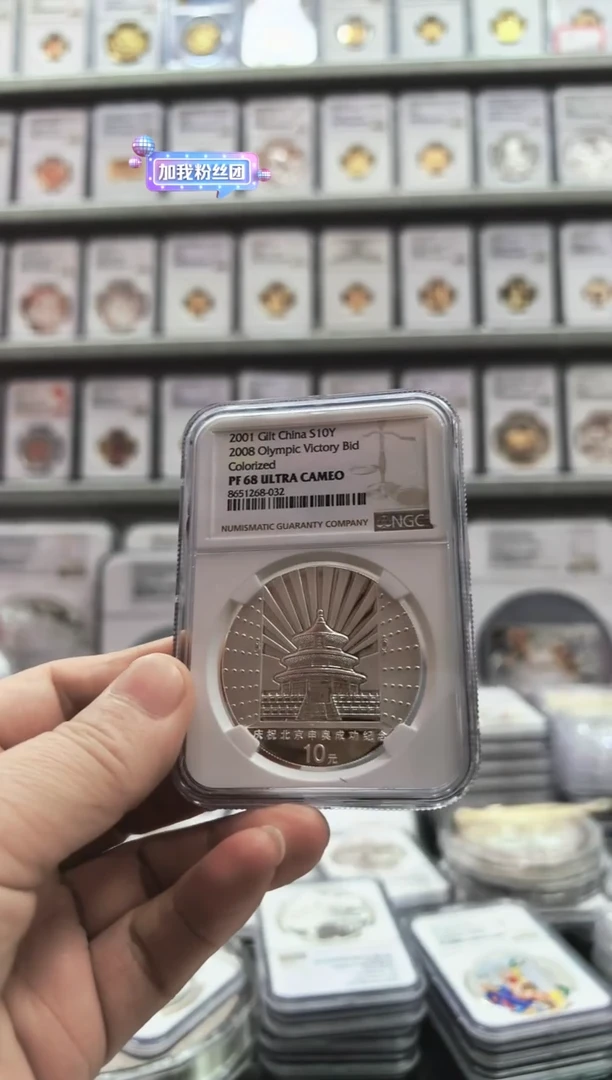 加我粉丝团
2001 Gilt China S10Y
2008 Olympic Victory Bid
Colorized
PF 68 ULTRA CAMEO
8651268-032
NUMISMATIC GUARANTY COMPANY
NGC
庆祝北京申奥成功纪念
10元